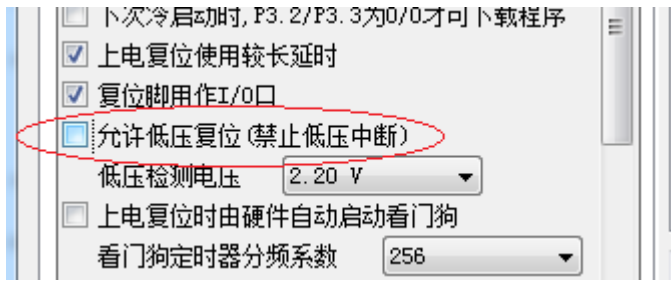 下次冷启动时,P3.2/P3.3为0/0才可下载程序
上电复位使用较长延时
复位脚用作I/O口
允许低压复位(禁止低压中断)
低压检测电压 2.20 V
上电复位时由硬件自动启动看门狗
看门狗定时器分频系数 256